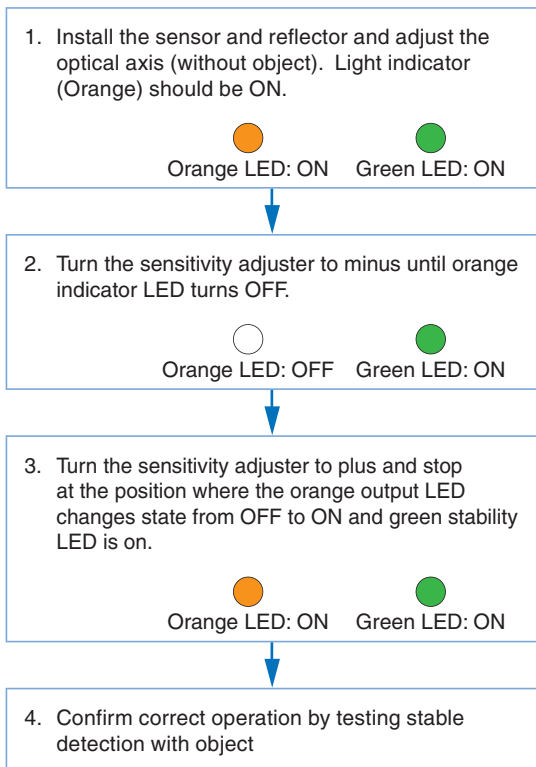 1. Install the sensor and reflector and adjust the
optical axis (without object). Light indicator
(Orange) should be ON.
Orange LED: ON Green LED: ON
2. Turn the sensitivity adjuster to minus until orange
indicator LED turns OFF.
Orange LED: OFF Green LED: ON
3. Turn the sensitivity adjuster to plus and stop
at the position where the orange output LED
changes state from OFF to ON and green stability
LED is on.
Orange LED: ON Green LED: ON
4. Confirm correct operation by testing stable
detection with object